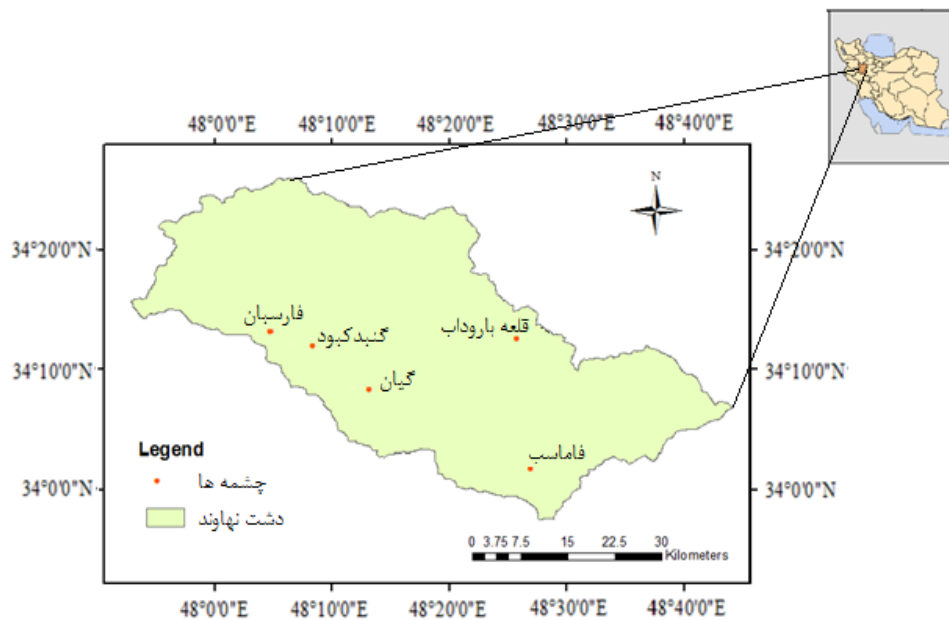 48°0'0"E 48°10'0"E 48°20'0"E 48°30'0"E 48°40'0"E
N
34°20'0"N 34°20'0"N
فارسبان
گنبدکبود
قلعه باروداب
34°10'0"N 34°10'0"N
گیان
فاماسب
Legend
چشمه ها
دشت نهاوند
34°0'0"N 34°0'0"N
0 3.75 7.5 15 22.5 30
Kilometers
48°0'0"E 48°10'0"E 48°20'0"E 48°30'0"E 48°40'0"E